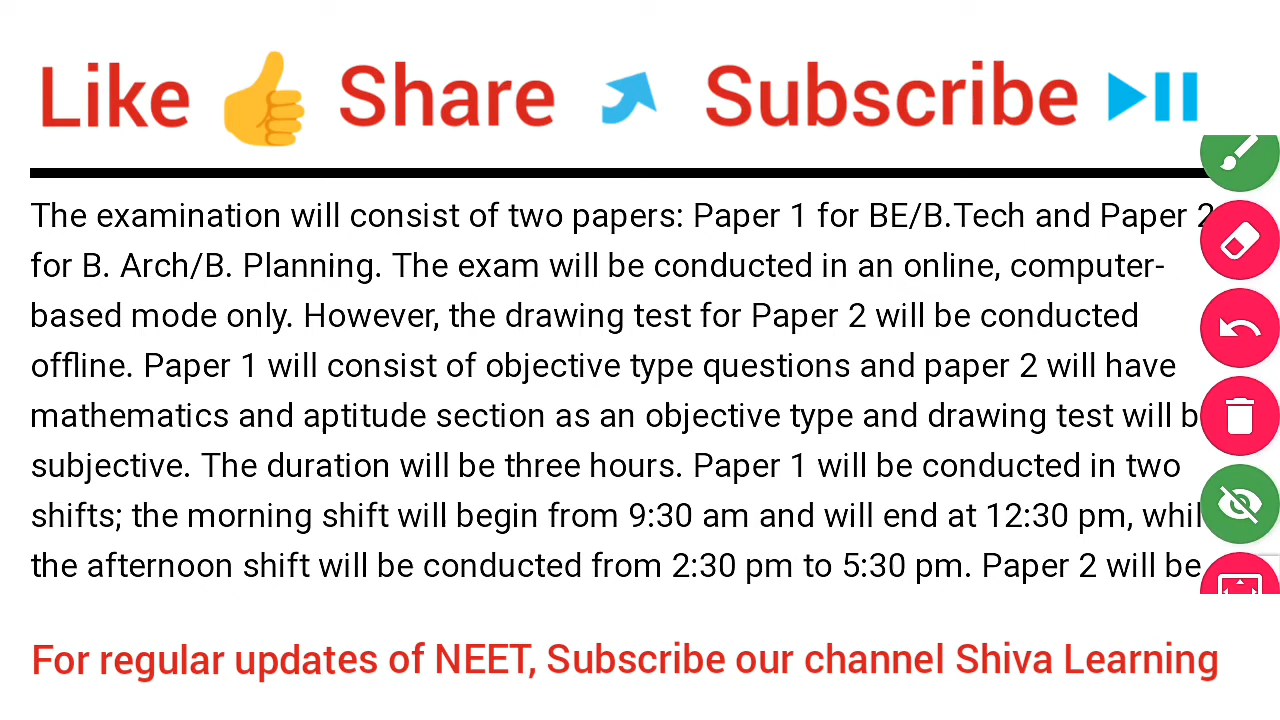 Like 👍 Share Subscribe
The examination will consist of two papers: Paper 1 for BE/B.Tech and Paper 2
for B. Arch/B. Planning. The exam will be conducted in an online, computer-
based mode only. However, the drawing test for Paper 2 will be conducted
offline. Paper 1 will consist of objective type questions and paper 2 will have
mathematics and aptitude section as an objective type and drawing test will b
subjective. The duration will be three hours. Paper 1 will be conducted in two
shifts; the morning shift will begin from 9:30 am and will end at 12:30 pm, whil
the afternoon shift will be conducted from 2:30 pm to 5:30 pm. Paper 2 will be
For regular updates of NEET, Subscribe our channel Shiva Learning